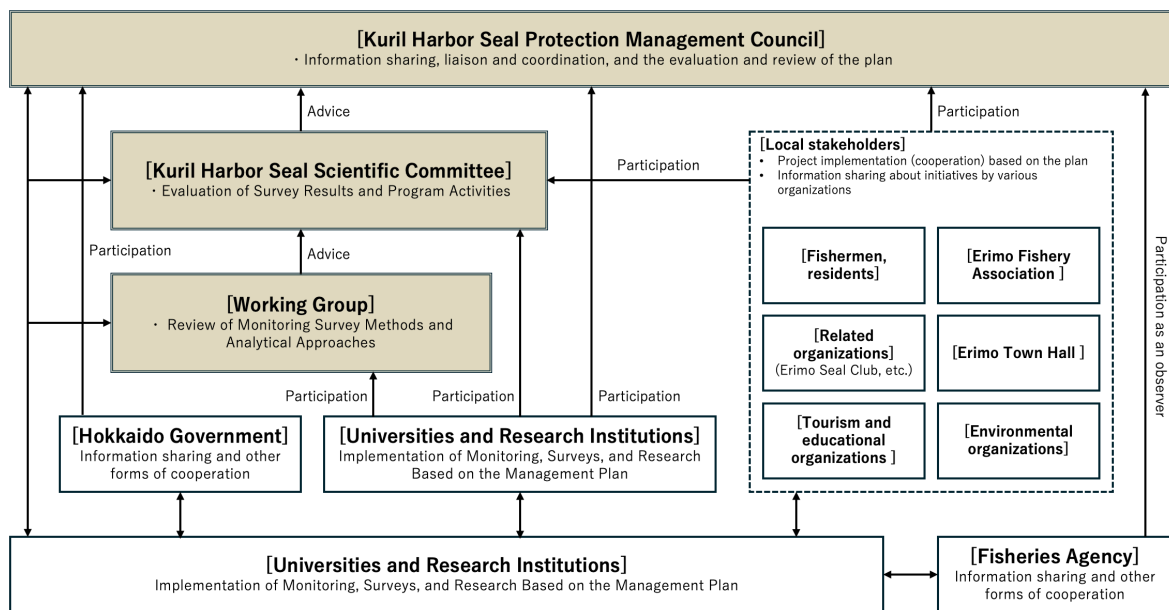 [Kuril Harbor Seal Protection Management Council]
・Information sharing, liaison and coordination, and the evaluation and review of the plan
Advice
Participation
[Kuril Harbor Seal Scientific Committee]
・Evaluation of Survey Results and Program Activities
Participation
[Local stakeholders]
• Project implementation (cooperation) based on the plan
• Information sharing about initiatives by various
organizations
Participation
Advice
[Fishermen,
residents]
[Erimo Fishery
Association ]
[Working Group]
・Review of Monitoring Survey Methods and
Analytical Approaches
[Related
organizations]
(Erimo Seal Club, etc.)
[Erimo Town Hall ]
Participation as an observer
Participation
Participation
Participation
[Hokkaido Government]
Information sharing and other
forms of cooperation
[Universities and Research Institutions]
Implementation of Monitoring, Surveys, and Research
Based on the Management Plan
[Tourism and
educational
organizations ]
[Environmental
organizations]
[Universities and Research Institutions]
Implementation of Monitoring, Surveys, and Research Based on the Management Plan
[Fisheries Agency]
Information sharing and other
forms of cooperation